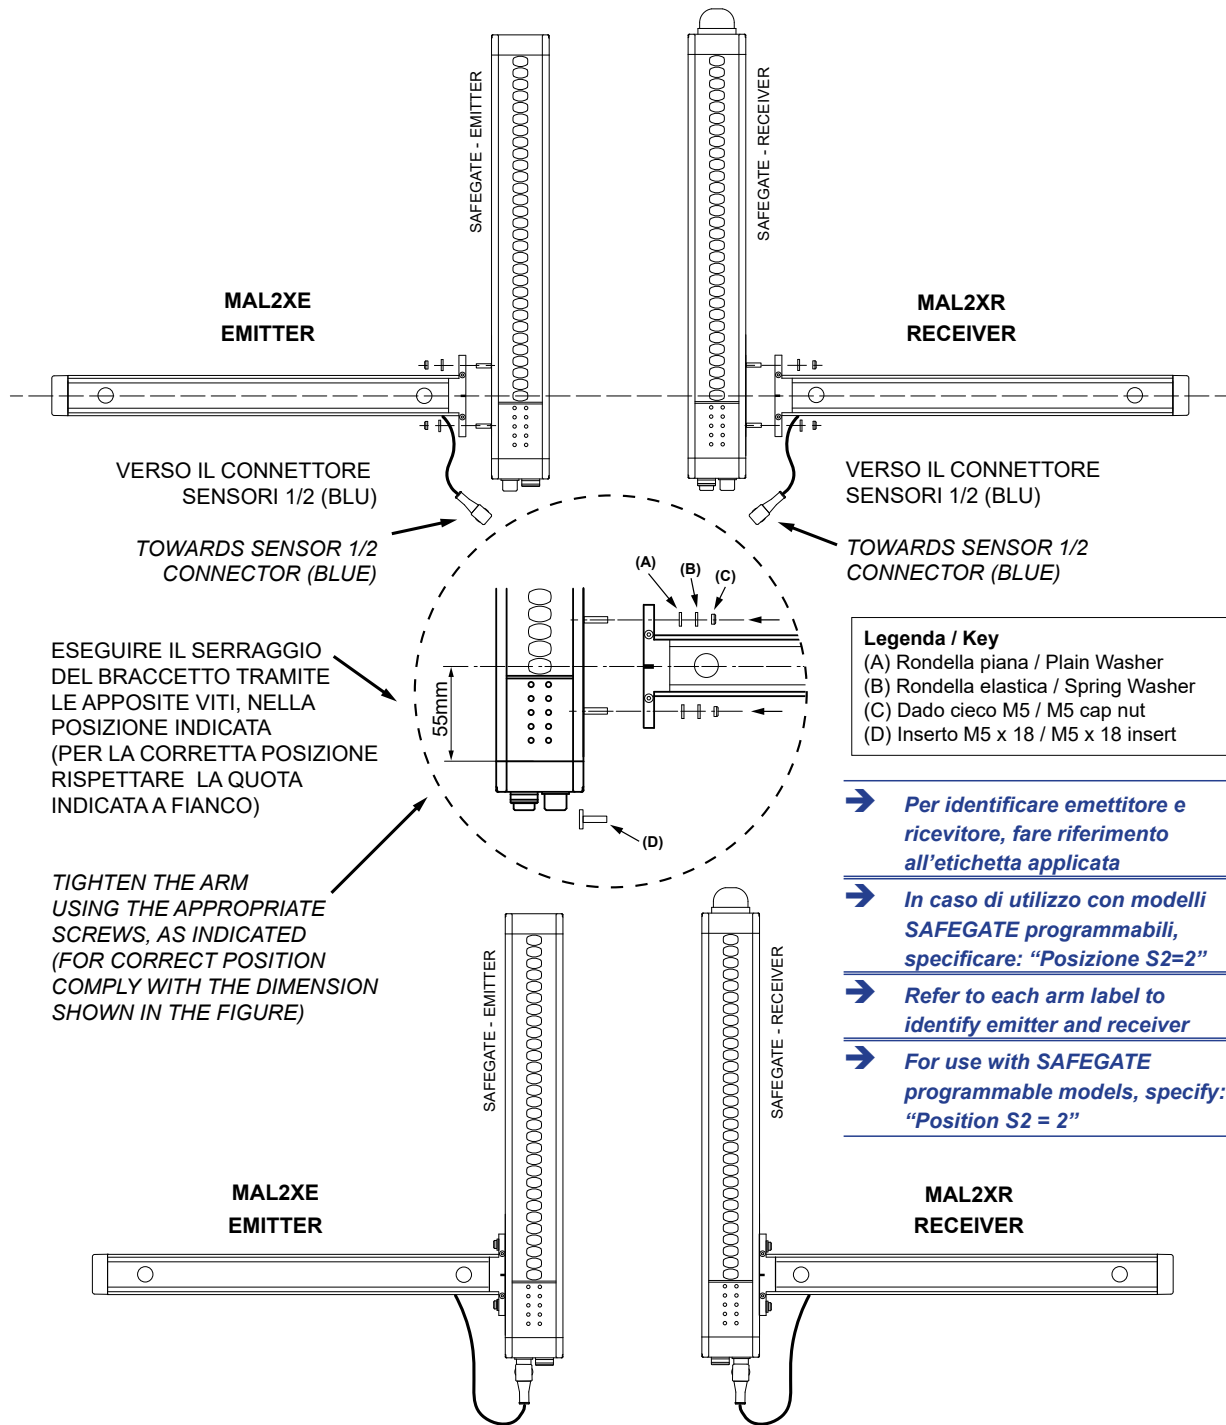 SAFEGATE - EMITTER
SAFEGATE - RECEIVER
MAL2XE
EMITTER
MAL2XR
RECEIVER
VERSO IL CONNETTORE
SENSORI 1/2 (BLU)
TOWARDS SENSOR 1/2
CONNECTOR (BLUE)
VERSO IL CONNETTORE
SENSORI 1/2 (BLU)
TOWARDS SENSOR 1/2
CONNECTOR (BLUE)
(A)
(B)
(C)
55mm
(D)
ESEGUIRE IL SERRAGGIO
DEL BRACCETTO TRAMITE
LE APPOSITE VITI, NELLA
POSIZIONE INDICATA
(PER LA CORRETTA POSIZIONE
RISPETTARE LA QUOTA
INDICATA A FIANCO)
TIGHTEN THE ARM
USING THE APPROPRIATE
SCREWS, AS INDICATED
(FOR CORRECT POSITION
COMPLY WITH THE DIMENSION
SHOWN IN THE FIGURE)
Legenda / Key
(A) Rondella piana / Plain Washer
(B) Rondella elastica / Spring Washer
(C) Dado cieco M5 / M5 cap nut
(D) Inserto M5 x 18 / M5 x 18 insert
Per identificare emettitore e
ricevitore, fare riferimento
all'etichetta applicata
In caso di utilizzo con modelli
SAFEGATE programmabili,
specificare: “Posizione S2=2”
Refer to each arm label to
identify emitter and receiver
For use with SAFEGATE
programmable models, specify:
“Position S2 = 2”
SAFEGATE - EMITTER
SAFEGATE - RECEIVER
MAL2XE
EMITTER
MAL2XR
RECEIVER